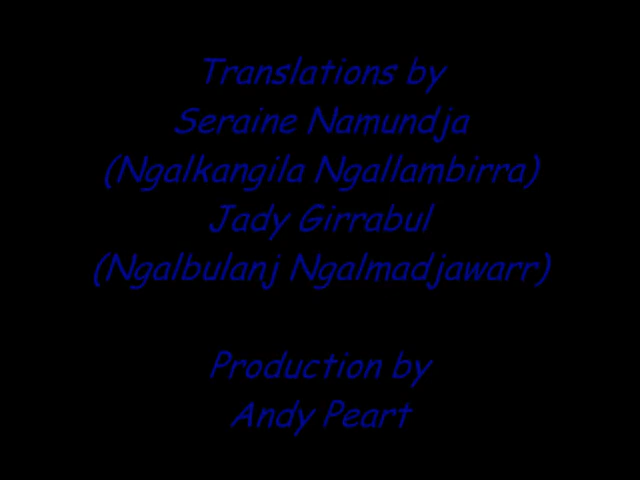 Translations by
Seraine Namundja
(Ngalkangila Ngallambirra)
Jady Girrabul
(Ngalbulanj Ngalmadjawarr)
Production by
Andy Peart